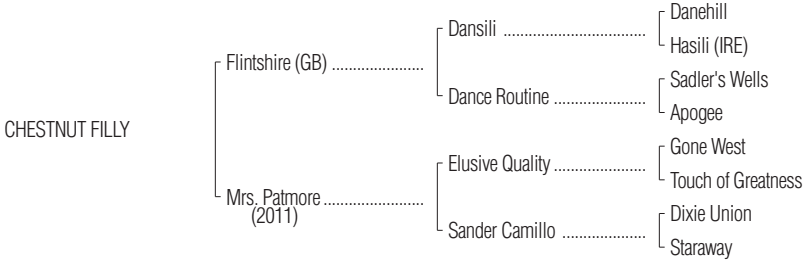 Danehill
Dansili ..................................
Hasili (IRE)
Flintshire (GB) ......................
Sadler's Wells
Dance Routine ......................
Apogee
CHESTNUT FILLY
Gone West
Elusive Quality ......................
Touch of Greatness
Mrs. Patmore ........................
(2011)
Dixie Union
Sander Camillo ....................
Staraway